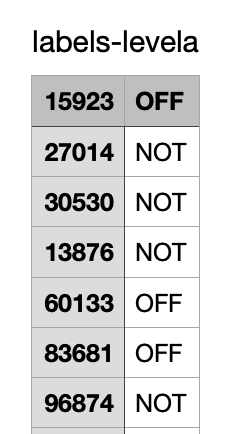 labels-levela
15923 OFF
27014 NOT
30530 NOT
13876 NOT
60133 OFF
83681 OFF
96874 NOT